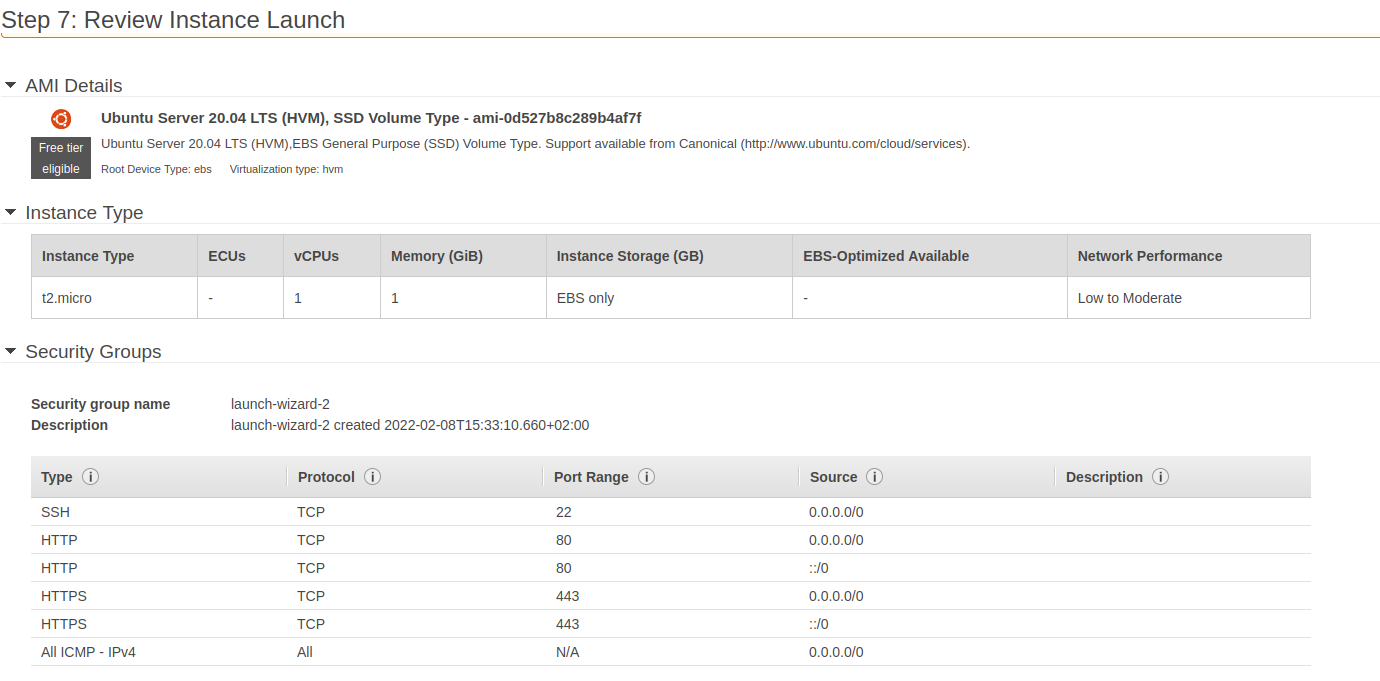 Step 7: Review Instance Launch
AMI Details
Ubuntu Server 20.04 LTS (HVM), SSD Volume Type - ami-0d527b8c289b4af7f
Free tier eligible
Ubuntu Server 20.04 LTS (HVM),EBS General Purpose (SSD) Volume Type. Support available from Canonical (http://www.ubuntu.com/cloud/services).
Root Device Type: ebs Virtualization type: hvm
Instance Type
Instance Type ECUs vCPUs Memory (GiB) Instance Storage (GB) EBS-Optimized Available Network Performance
t2.micro - 1 1 EBS only - Low to Moderate
Security Groups
Security group name launch-wizard-2
Description launch-wizard-2 created 2022-02-08T15:33:10.660+02:00
Type i Protocol i Port Range i Source i Description i
SSH TCP 22 0.0.0.0/0
HTTP TCP 80 0.0.0.0/0
HTTP TCP 80 ::/0
HTTPS TCP 443 0.0.0.0/0
HTTPS TCP 443 ::/0
All ICMP - IPv4 All N/A 0.0.0.0/0